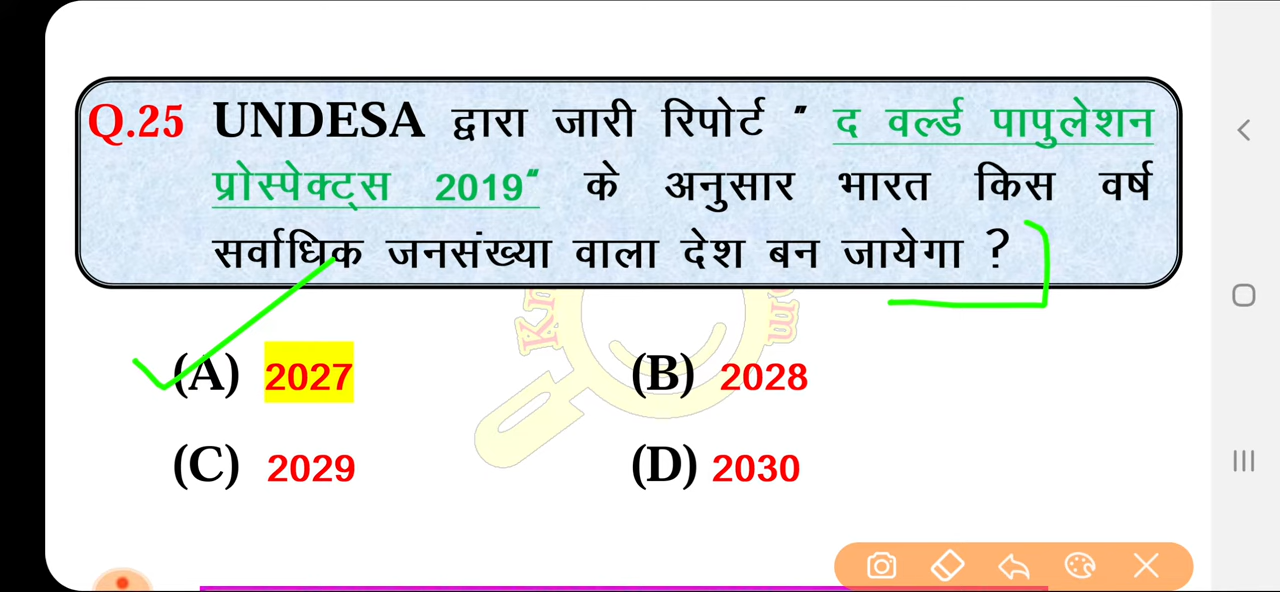 Q.25 UNDESA द्वारा जारी रिपोर्ट " द वर्ल्ड पापुलेशन
प्रोस्पेक्ट्स 2019" के अनुसार भारत किस वर्ष
सर्वाधिक जनसंख्या वाला देश बन जायेगा ?
(A) 2027 (B) 2028
(C) 2029 (D) 2030